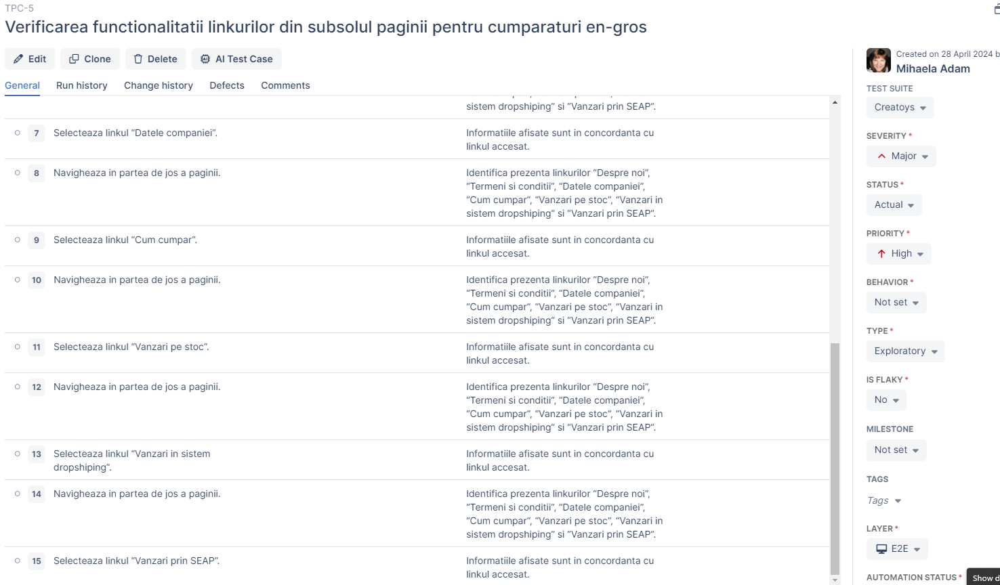 TPC-5
Verificarea functionalitatii linkurilor din subsolul paginii pentru cumparaturi en-gros
Edit
Clone
Delete
AI Test Case
General
Run history
Change history
Defects
Comments
sistem dropshiping“ si “Vanzari prin SEAP“.
7
Selecteaza linkul “Datele companiei”.
Informatiile afisate sunt in concordanta cu
linkul accesat.
8
Navigheaza in partea de jos a paginii.
Identifica prezenta linkurilor “Despre noi”,
“Termeni si conditii”, “Datele companiei”,
“Cum cumpar“, “Vanzari pe stoc“, “Vanzari in
sistem dropshiping“ si “Vanzari prin SEAP“.
9
Selecteaza linkul “Cum cumpar”.
Informatiile afisate sunt in concordanta cu
linkul accesat.
10
Navigheaza in partea de jos a paginii.
Identifica prezenta linkurilor “Despre noi”,
“Termeni si conditii”, “Datele companiei”,
“Cum cumpar“, “Vanzari pe stoc“, “Vanzari in
sistem dropshiping“ si “Vanzari prin SEAP“.
11
Selecteaza linkul “Vanzari pe stoc”.
Informatiile afisate sunt in concordanta cu
linkul accesat.
12
Navigheaza in partea de jos a paginii.
Identifica prezenta linkurilor “Despre noi”,
“Termeni si conditii”, “Datele companiei”,
“Cum cumpar“, “Vanzari pe stoc“, “Vanzari in
sistem dropshiping“ si “Vanzari prin SEAP“.
13
Selecteaza linkul “Vanzari in sistem
dropshiping”.
Informatiile afisate sunt in concordanta cu
linkul accesat.
14
Navigheaza in partea de jos a paginii.
Identifica prezenta linkurilor “Despre noi”,
“Termeni si conditii”, “Datele companiei”,
“Cum cumpar“, “Vanzari pe stoc“, “Vanzari in
sistem dropshiping“ si “Vanzari prin SEAP“.
15
Selecteaza linkul “Vanzari prin SEAP”.
Informatiile afisate sunt in concordanta cu
linkul accesat.
Created on 28 April 2024 b
Mihaela Adam
TEST SUITE
Creatoys
SEVERITY *
Major
STATUS *
Actual
PRIORITY *
High
BEHAVIOR *
Not set
TYPE *
Exploratory
IS FLAKY *
No
MILESTONE
Not set
TAGS
Tags
LAYER *
E2E
AUTOMATION STATUS *
Show d